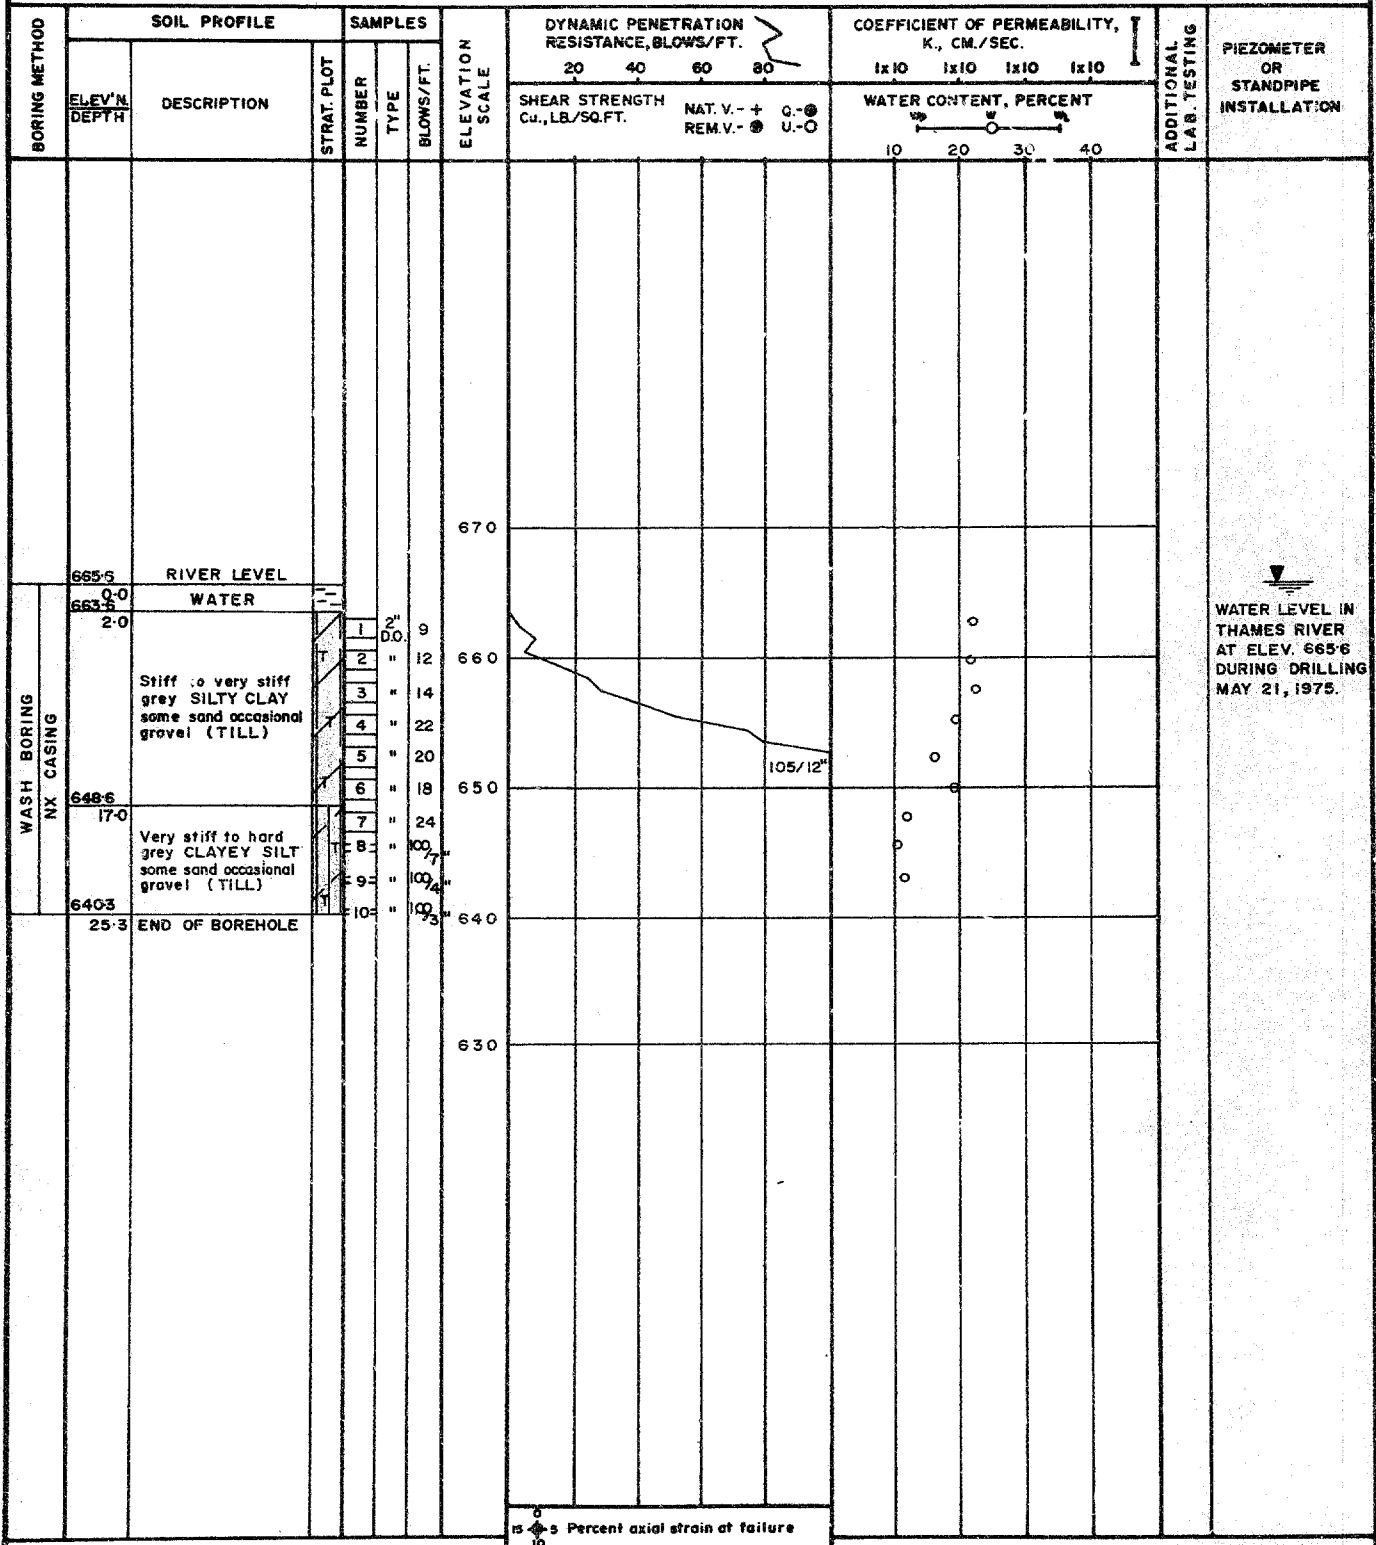 BORING METHOD
SOIL PROFILE
ELEV'N.
DEPTH
DESCRIPTION
STRAT. PLOT
SAMPLES
NUMBER
TYPE
BLOWS/FT.
ELEVATION
SCALE
DYNAMIC PENETRATION
RESISTANCE, BLOWS/FT.
20 40 60 80
SHEAR STRENGTH
Cu., LB./SQ.FT.
NAT. V. - + Q. -
REM.V. - U. - O
COEFFICIENT OF PERMEABILITY,
K., CM./SEC.
1x10 1x10 1x10 1x10
WATER CONTENT, PERCENT
W
10 20 30 40
ADDITIONAL
LAB. TESTING
PIEZOMETER
OR
STANDPIPE
INSTALLATION
670
665.6 RIVER LEVEL
0.0 WATER
663.6
2.0
WASH BORING
NX CASING
1 2" D.O. 9
2 " 12
660
3 " 14
Stiff to very stiff
grey SILTY CLAY
some sand occasional
gravel (TILL)
4 " 22
5 " 20
105/12"
6 " 18
650
648.6
17.0
7 " 24
Very stiff to hard
grey CLAYEY SILT
some sand occasional
gravel (TILL)
8 " 100/7"
9 " 100/4"
640.3
10 " 100/3"
640
25.3 END OF BOREHOLE
630
WATER LEVEL IN
THAMES RIVER
AT ELEV. 665.6
DURING DRILLING
MAY 21, 1975.
0
15 5 Percent axial strain at failure
10